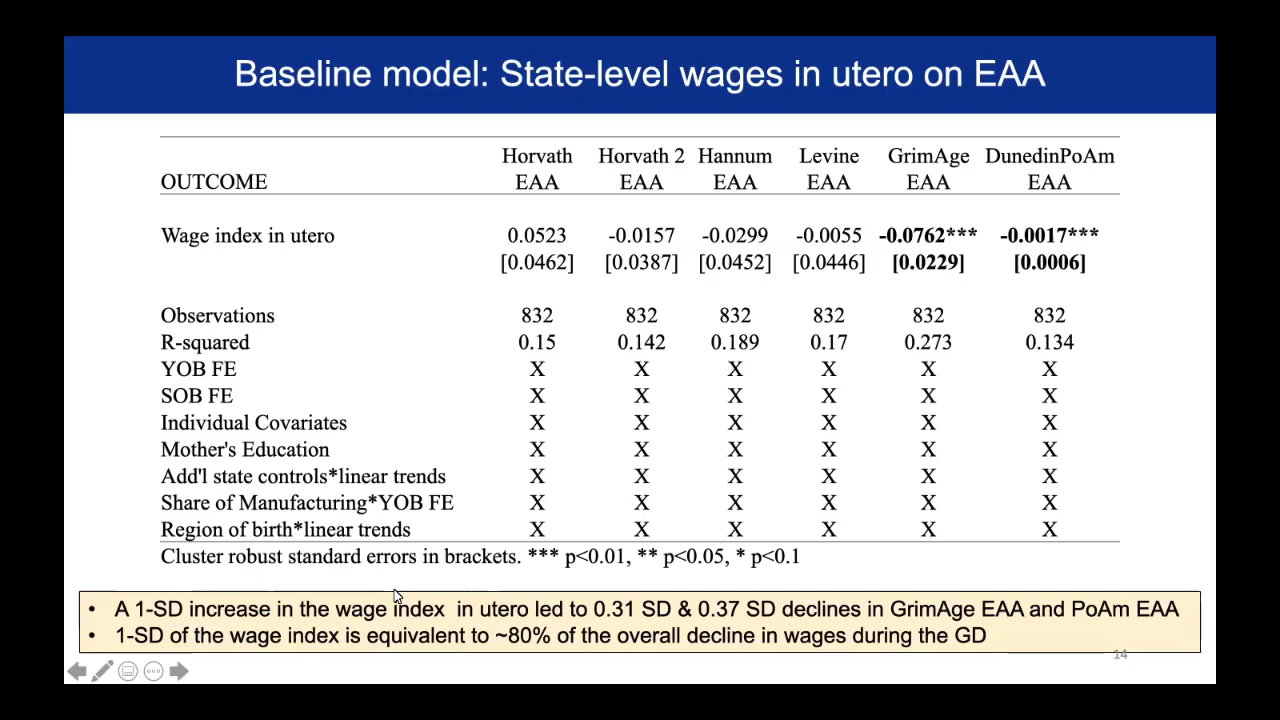 Baseline model: State-level wages in utero on EAA
OUTCOME Horvath EAA Horvath 2 EAA Hannum EAA Levine EAA GrimAge EAA DunedinPoAm EAA
Wage index in utero 0.0523 -0.0157 -0.0299 -0.0055 -0.0762*** -0.0017***
[0.0462] [0.0387] [0.0452] [0.0446] [0.0229] [0.0006]
Observations 832 832 832 832 832 832
R-squared 0.15 0.142 0.189 0.17 0.273 0.134
YOB FE X X X X X X
SOB FE X X X X X X
Individual Covariates X X X X X X
Mother's Education X X X X X X
Add'l state controls*linear trends X X X X X X
Share of Manufacturing*YOB FE X X X X X X
Region of birth*linear trends X X X X X X
Cluster robust standard errors in brackets. *** p<0.01, ** p<0.05, * p<0.1
• A 1-SD increase in the wage index in utero led to 0.31 SD & 0.37 SD declines in GrimAge EAA and PoAm EAA
• 1-SD of the wage index is equivalent to ~80% of the overall decline in wages during the GD
14